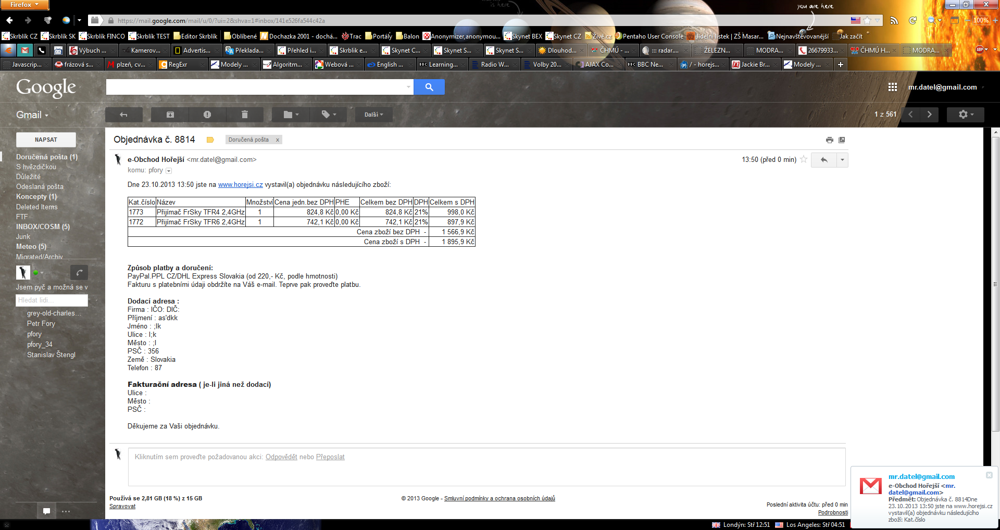 Firefox
is here
you are here
https://mail.google.com/mail/u/0/?ui=2&shva=1#inbox/141e526fa544c42a
100%
Skrblík CZ Skrblík SK Skrblík FINCO Skrblík TEST Editor Skrblík Oblíbené Dochazka 2001 - dochá... Trac Portály Balon Anonymizer,anonymou... Skynet BEX Skynet CZ Živě.cz Pentaho User Console Jídelní lístek | ZŠ Masar... Nejnavštěvovanější Jak začít
Výbuch ... Kamerov... Advertis... Překlada... Přehled i... Skrblik e... Skynet C... Skynet S... Skynet S... Dlouhod... ČHMÚ - ... ::: radar.... ŽELEZN... MODRA... 26679933... ČHMÚ H... MODRA... ABP
Javascrip... frázová s... plzeň, cv... RegExr Modely ... Algoritm... Webová ... English ... Learning... Radio W... Volby 20... AJAX Co... BBC Ne... / - horejs... Jackie Br... Modely ...
Google
mr.datel@gmail.com
Gmail
Další
1 z 561
NAPSAT
Doručená pošta (1)
S hvězdičkou
Důležité
Odeslaná pošta
Koncepty (1)
Deleted Items
FTF
INBOX/COSM (5)
Junk
Meteo (5)
Migrated/Archiv
Jsem pyč a možná se v
Hledat lidi...
grey-old-charles...
Petr Fory
pfory
pfory_34
Stanislav Štengl
Objednávka č. 8814
Doručená pošta x
e-Obchod Hořejší <mr.datel@gmail.com>
13:50 (před 0 min)
komu: pfory
Dne 23.10.2013 13:50 jste na www.horejsi.cz vystavil(a) objednávku následujícího zboží:
Kat.číslo Název Množství Cena jedn.bez DPH PHE Celkem bez DPH DPH Celkem s DPH
1773 Přijímač FrSky TFR4 2,4GHz 1 824,8 Kč 0,00 Kč 824,8 Kč 21% 998,0 Kč
1772 Přijímač FrSky TFR6 2,4GHz 1 742,1 Kč 0,00 Kč 742,1 Kč 21% 897,9 Kč
Cena zboží bez DPH - 1 566,9 Kč
Cena zboží s DPH - 1 895,9 Kč
Způsob platby a doručení:
PayPal.PPL CZ/DHL Express Slovakia (od 220,- Kč, podle hmotnosti)
Fakturu s platebními údaji obdržíte na Váš e-mail. Teprve pak proveďte platbu.
Dodací adresa :
Firma : IČO: DIČ:
Příjmení : as'dkk
Jméno : ;lk
Ulice : l;k
Město : ;l
PSČ : 356
Země : Slovakia
Telefon : 87
Fakturační adresa ( je-li jiná než dodací)
Ulice :
Město :
PSČ :
Děkujeme za Vaši objednávku.
Kliknutím sem proveďte požadovanou akci: Odpovědět nebo Přeposlat
Používá se 2,81 GB (18 %) z 15 GB
Spravovat
© 2013 Google - Smluvní podmínky a ochrana osobních údajů
Poslední aktivita účtu: před 0 min
Podrobnosti
mr.datel@gmail.com
e-Obchod Hořejší <mr.
datel@gmail.com>
Předmět: Objednávka č. 8814Dne
23.10.2013 13:50 jste na www.horejsi.cz
vystavil(a) objednávku následujícího
zboží: Kat.číslo
Londýn: Stř 12:51 Los Angeles: Stř 04:51